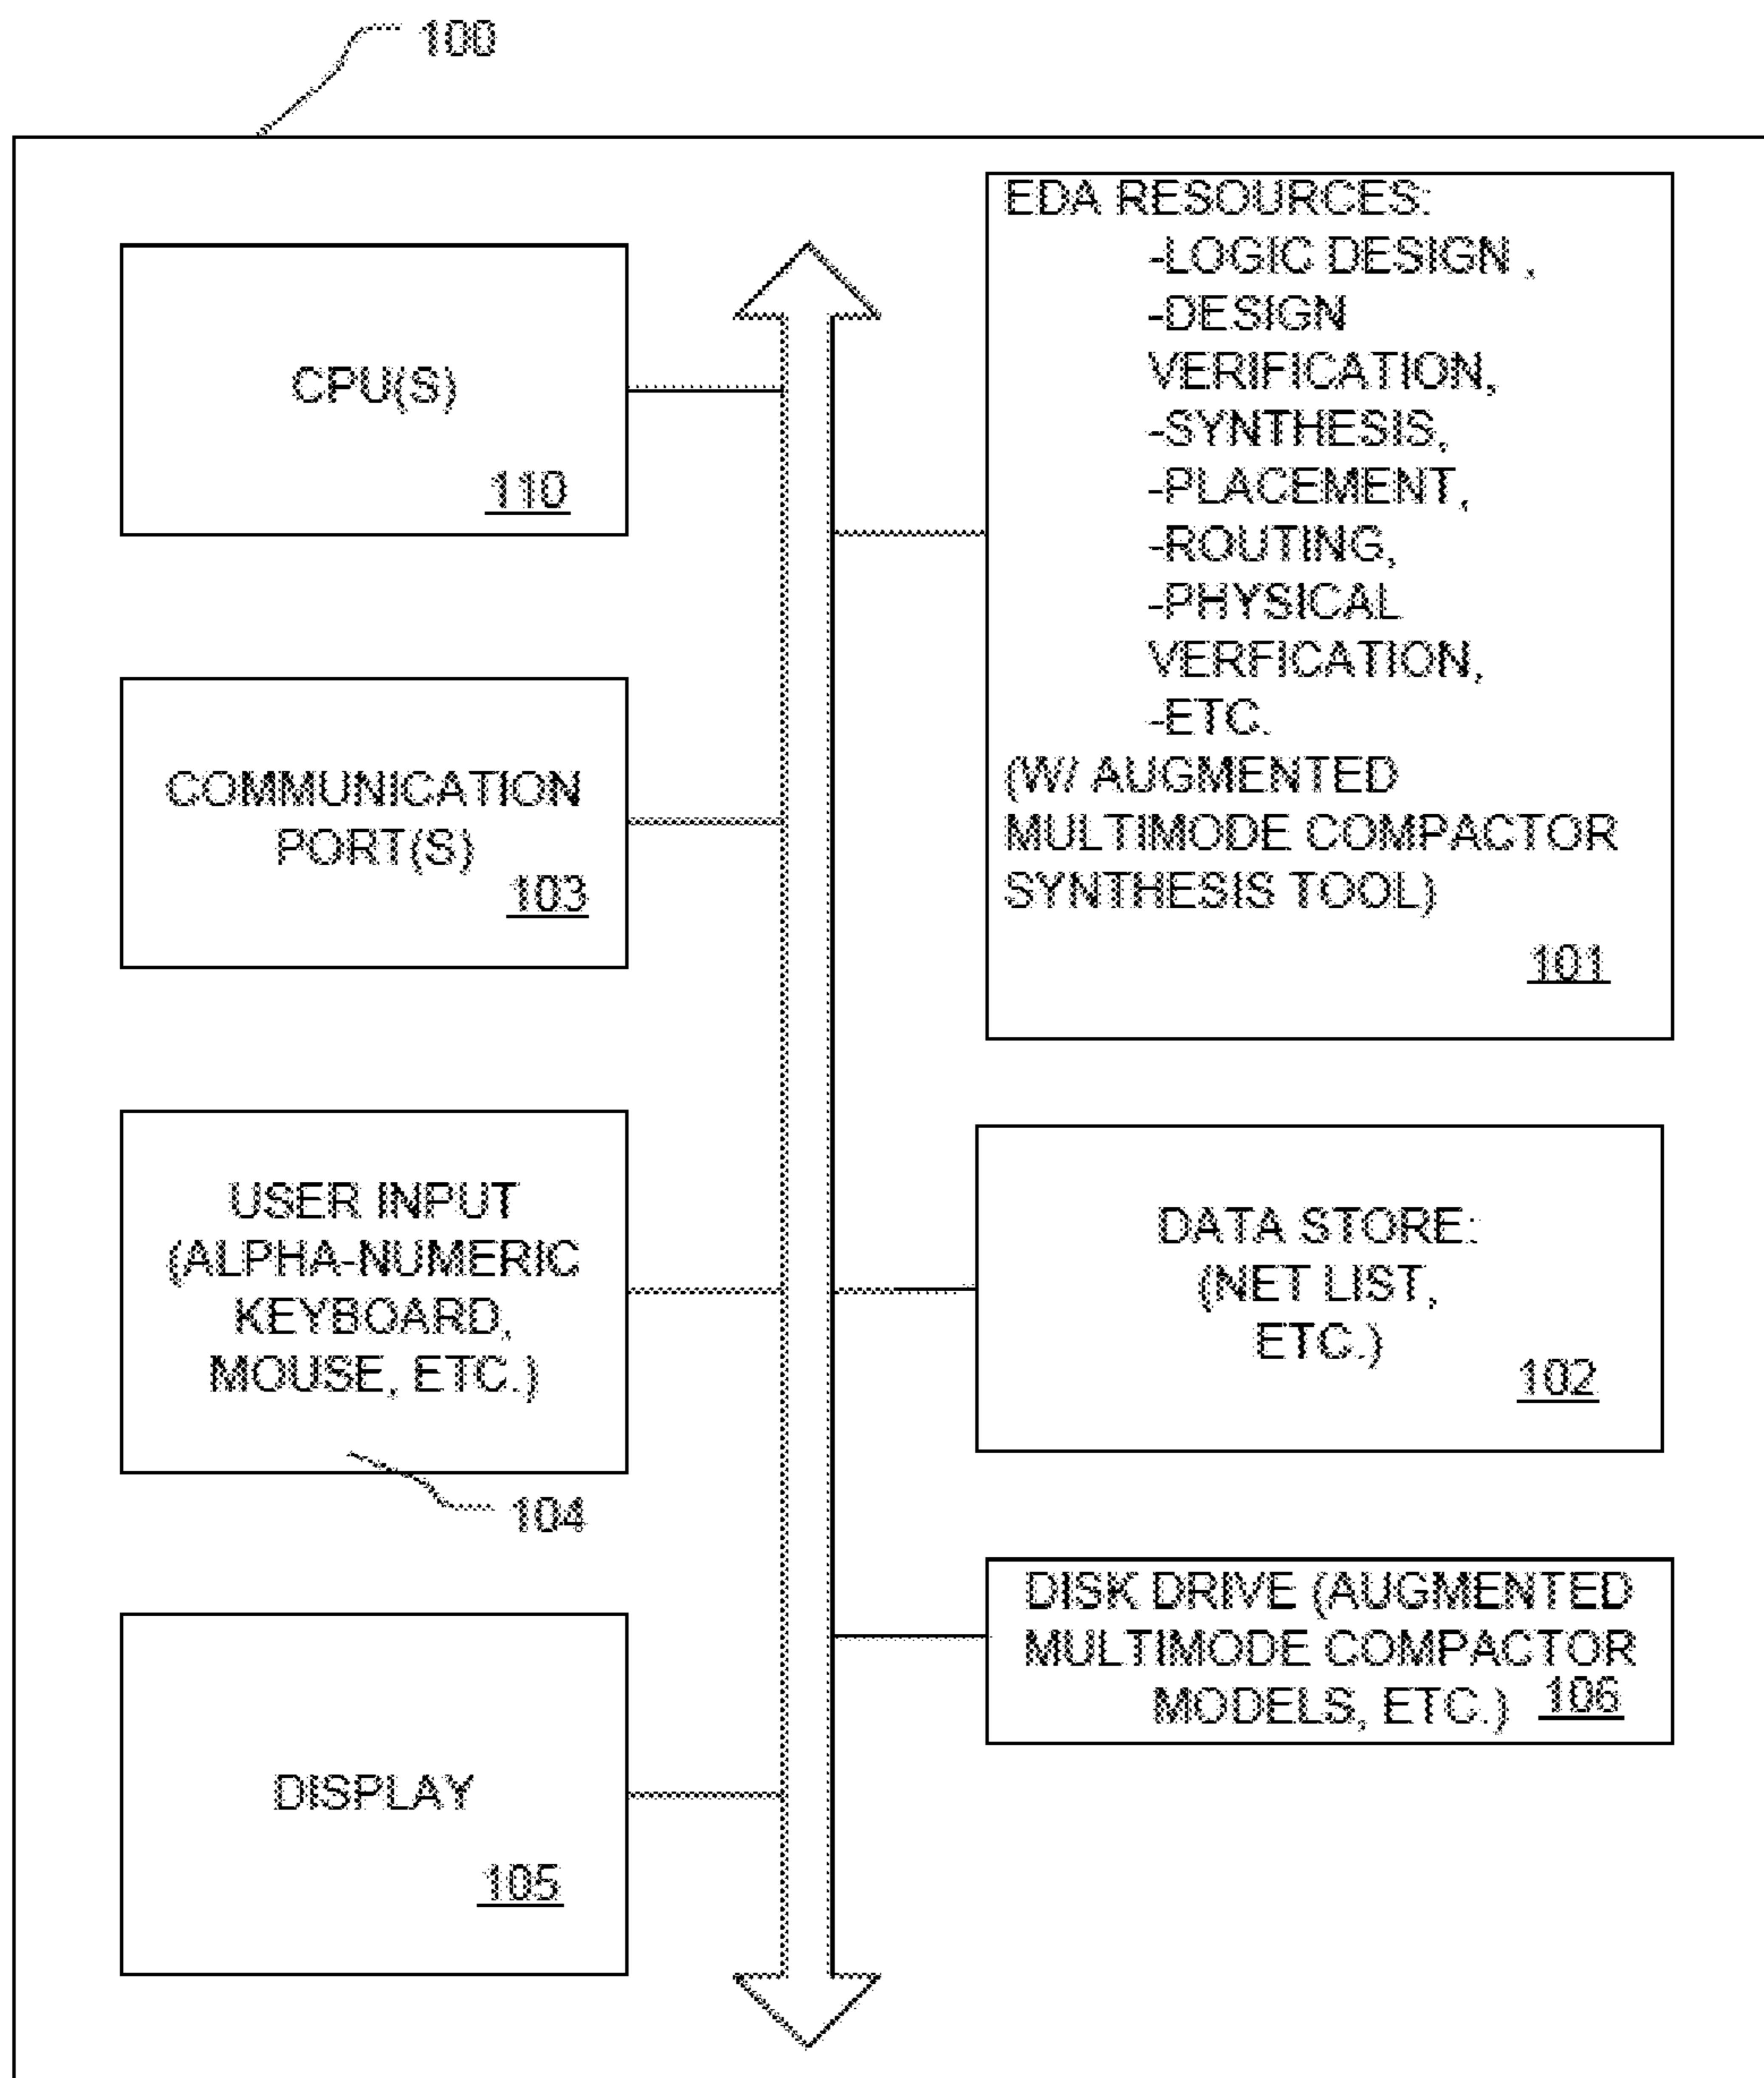 100
CPU(S)
110
COMMUNICATION
PORT(S)
103
USER INPUT
(ALPHA-NUMERIC
KEYBOARD,
MOUSE, ETC.)
104
DISPLAY
105
EDA RESOURCES:
-LOGIC DESIGN ,
-DESIGN
VERIFICATION,
-SYNTHESIS,
-PLACEMENT,
-ROUTING,
-PHYSICAL
VERFICATION,
-ETC.
(W/ AUGMENTED
MULTIMODE COMPACTOR
SYNTHESIS TOOL)
101
DATA STORE:
(NET LIST,
ETC.)
102
DISK DRIVE (AUGMENTED
MULTIMODE COMPACTOR
MODELS, ETC.) 106